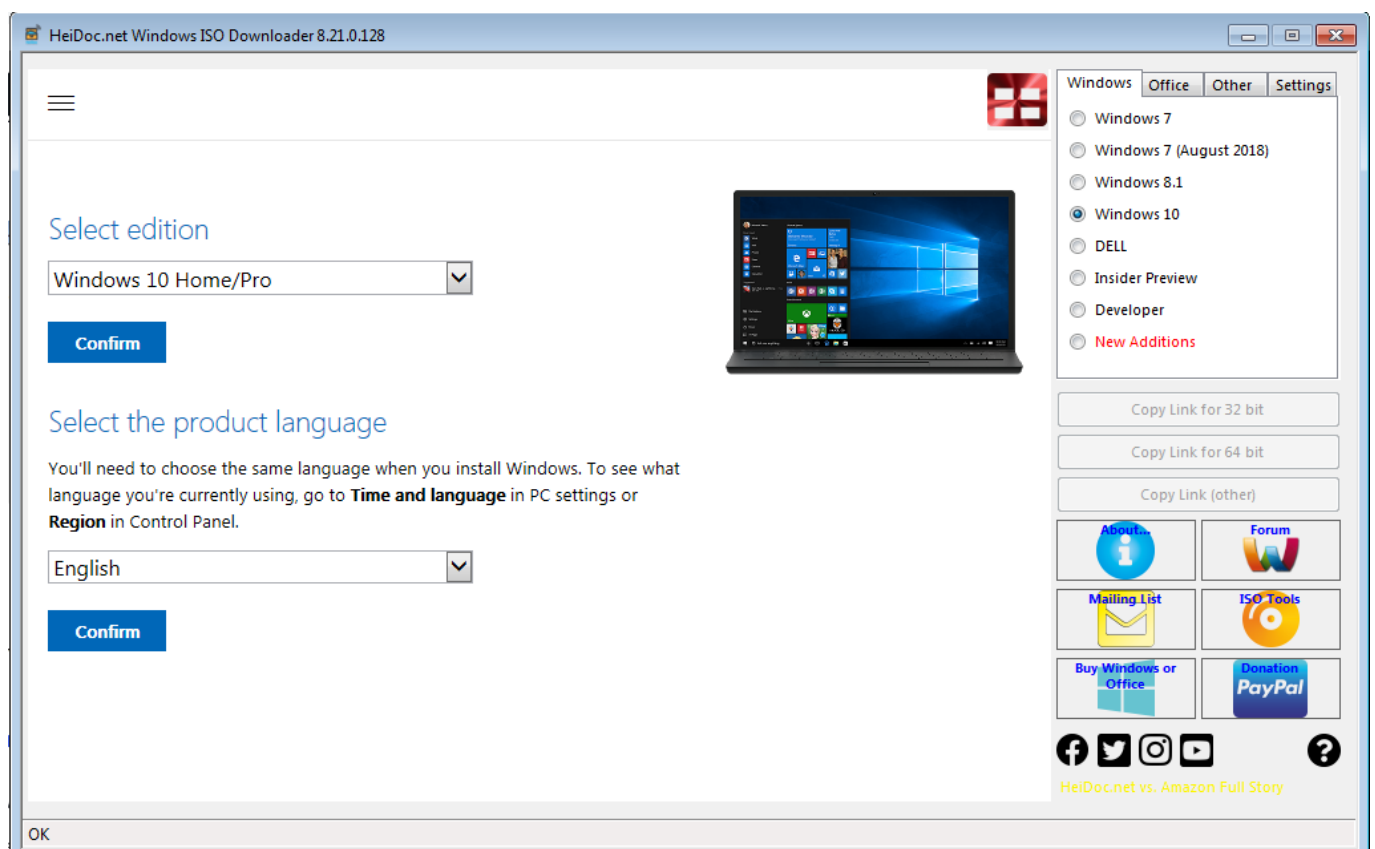 HeiDoc.net Windows ISO Downloader 8.21.0.128
Windows Office Other Settings
Windows 7
Windows 7 (August 2018)
Windows 8.1
Windows 10
DELL
Insider Preview
Developer
New Additions
Select edition
Windows 10 Home/Pro
Confirm
Select the product language
You'll need to choose the same language when you install Windows. To see what
language you're currently using, go to Time and language in PC settings or
Region in Control Panel.
English
Confirm
Copy Link for 32 bit
Copy Link for 64 bit
Copy Link (other)
About...
Forum
Mailing List
ISO Tools
Buy Windows or
Office
Donation
PayPal
HeiDoc.net vs. Amazon Full Story
OK